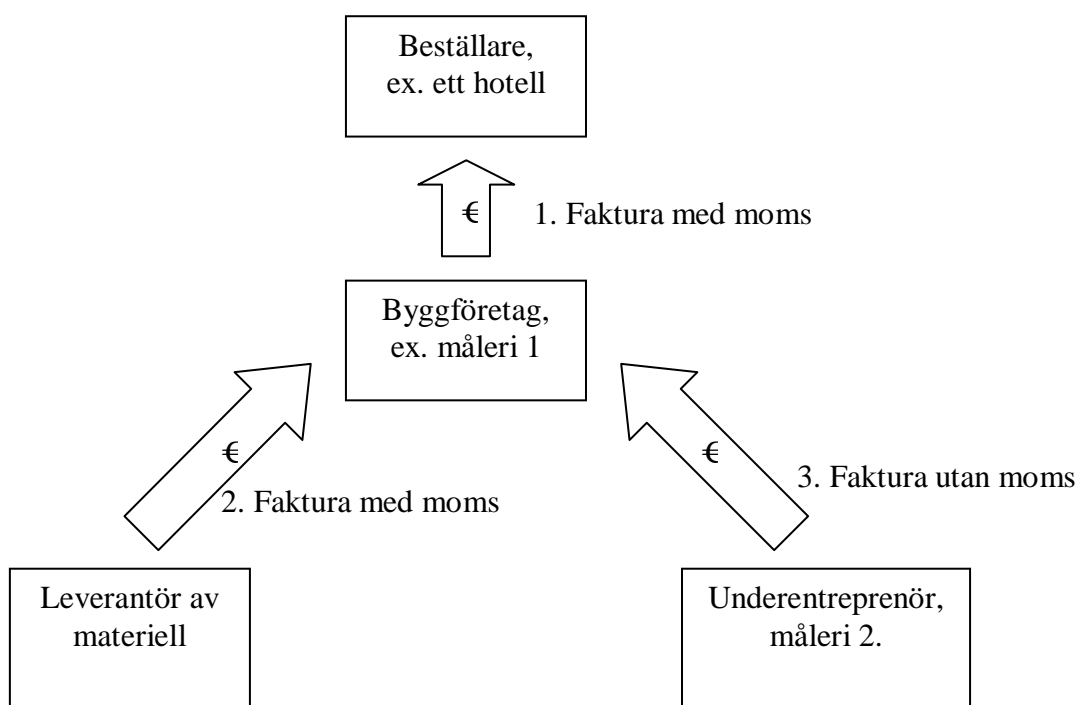 Beställare,
ex. ett hotell
€
1. Faktura med moms
Byggföretag,
ex. måleri 1
€
2. Faktura med moms
€
3. Faktura utan moms
Leverantör av
materiell
Underentreprenör,
måleri 2.